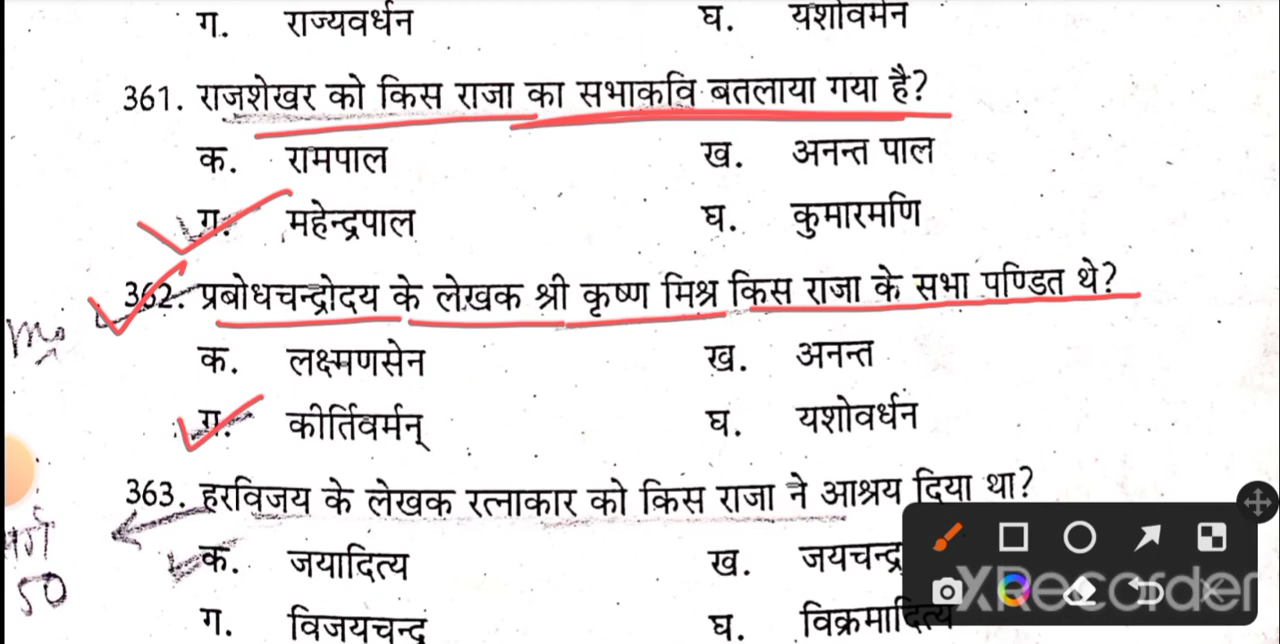 ग. राज्यवर्धन घ. यशोवर्मन
361. राजशेखर को किस राजा का सभाकवि बतलाया गया है?
क. रामपाल ख. अनन्त पाल
ग. महेन्द्रपाल घ. कुमारमणि
362. प्रबोधचन्द्रोदय के लेखक श्री कृष्ण मिश्र किस राजा के सभा पण्डित थे?
क. लक्ष्मणसेन ख. अनन्त
ग. कीर्तिवर्मन् घ. यशोवर्धन
363. हरविजय के लेखक रत्नाकार को किस राजा ने आश्रय दिया था?
क. जयादित्य ख. जयचन्द्र
50
XRecorder
ग. विजयचन्द्र घ. विक्रमादित्य